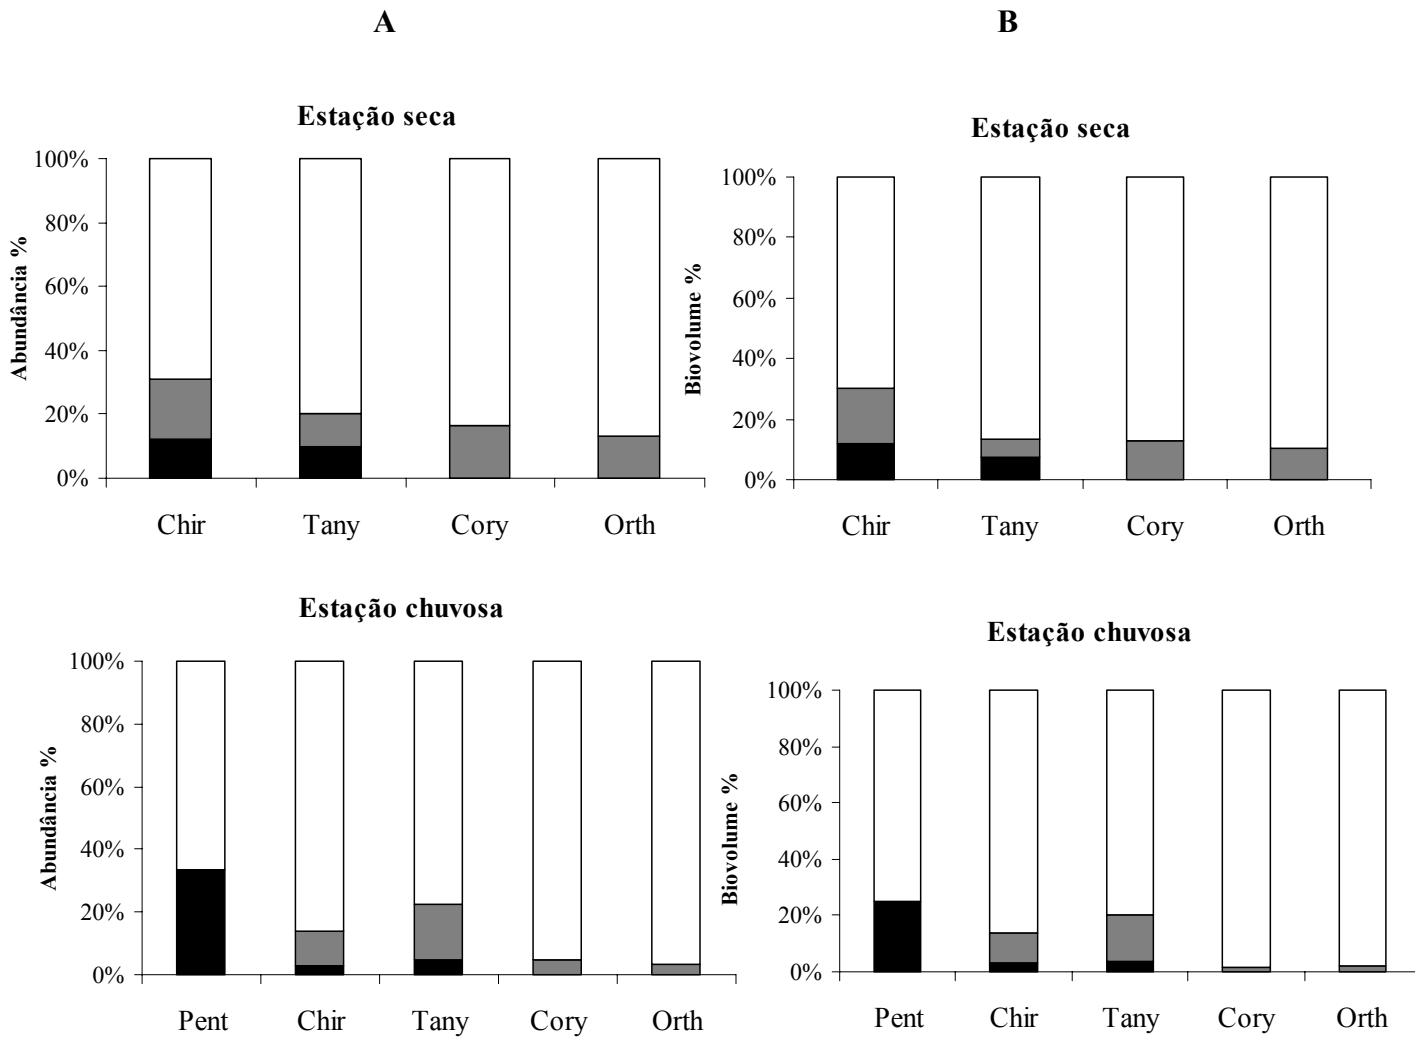 A
B
Estação seca
100%
80%
60%
40%
20%
0%
Abundância %
Chir Tany Cory Orth
Estação seca
100%
80%
60%
40%
20%
0%
Biovolume %
Chir Tany Cory Orth
Estação chuvosa
100%
80%
60%
40%
20%
0%
Abundância %
Pent Chir Tany Cory Orth
Estação chuvosa
100%
80%
60%
40%
20%
0%
Biovolume %
Pent Chir Tany Cory Orth